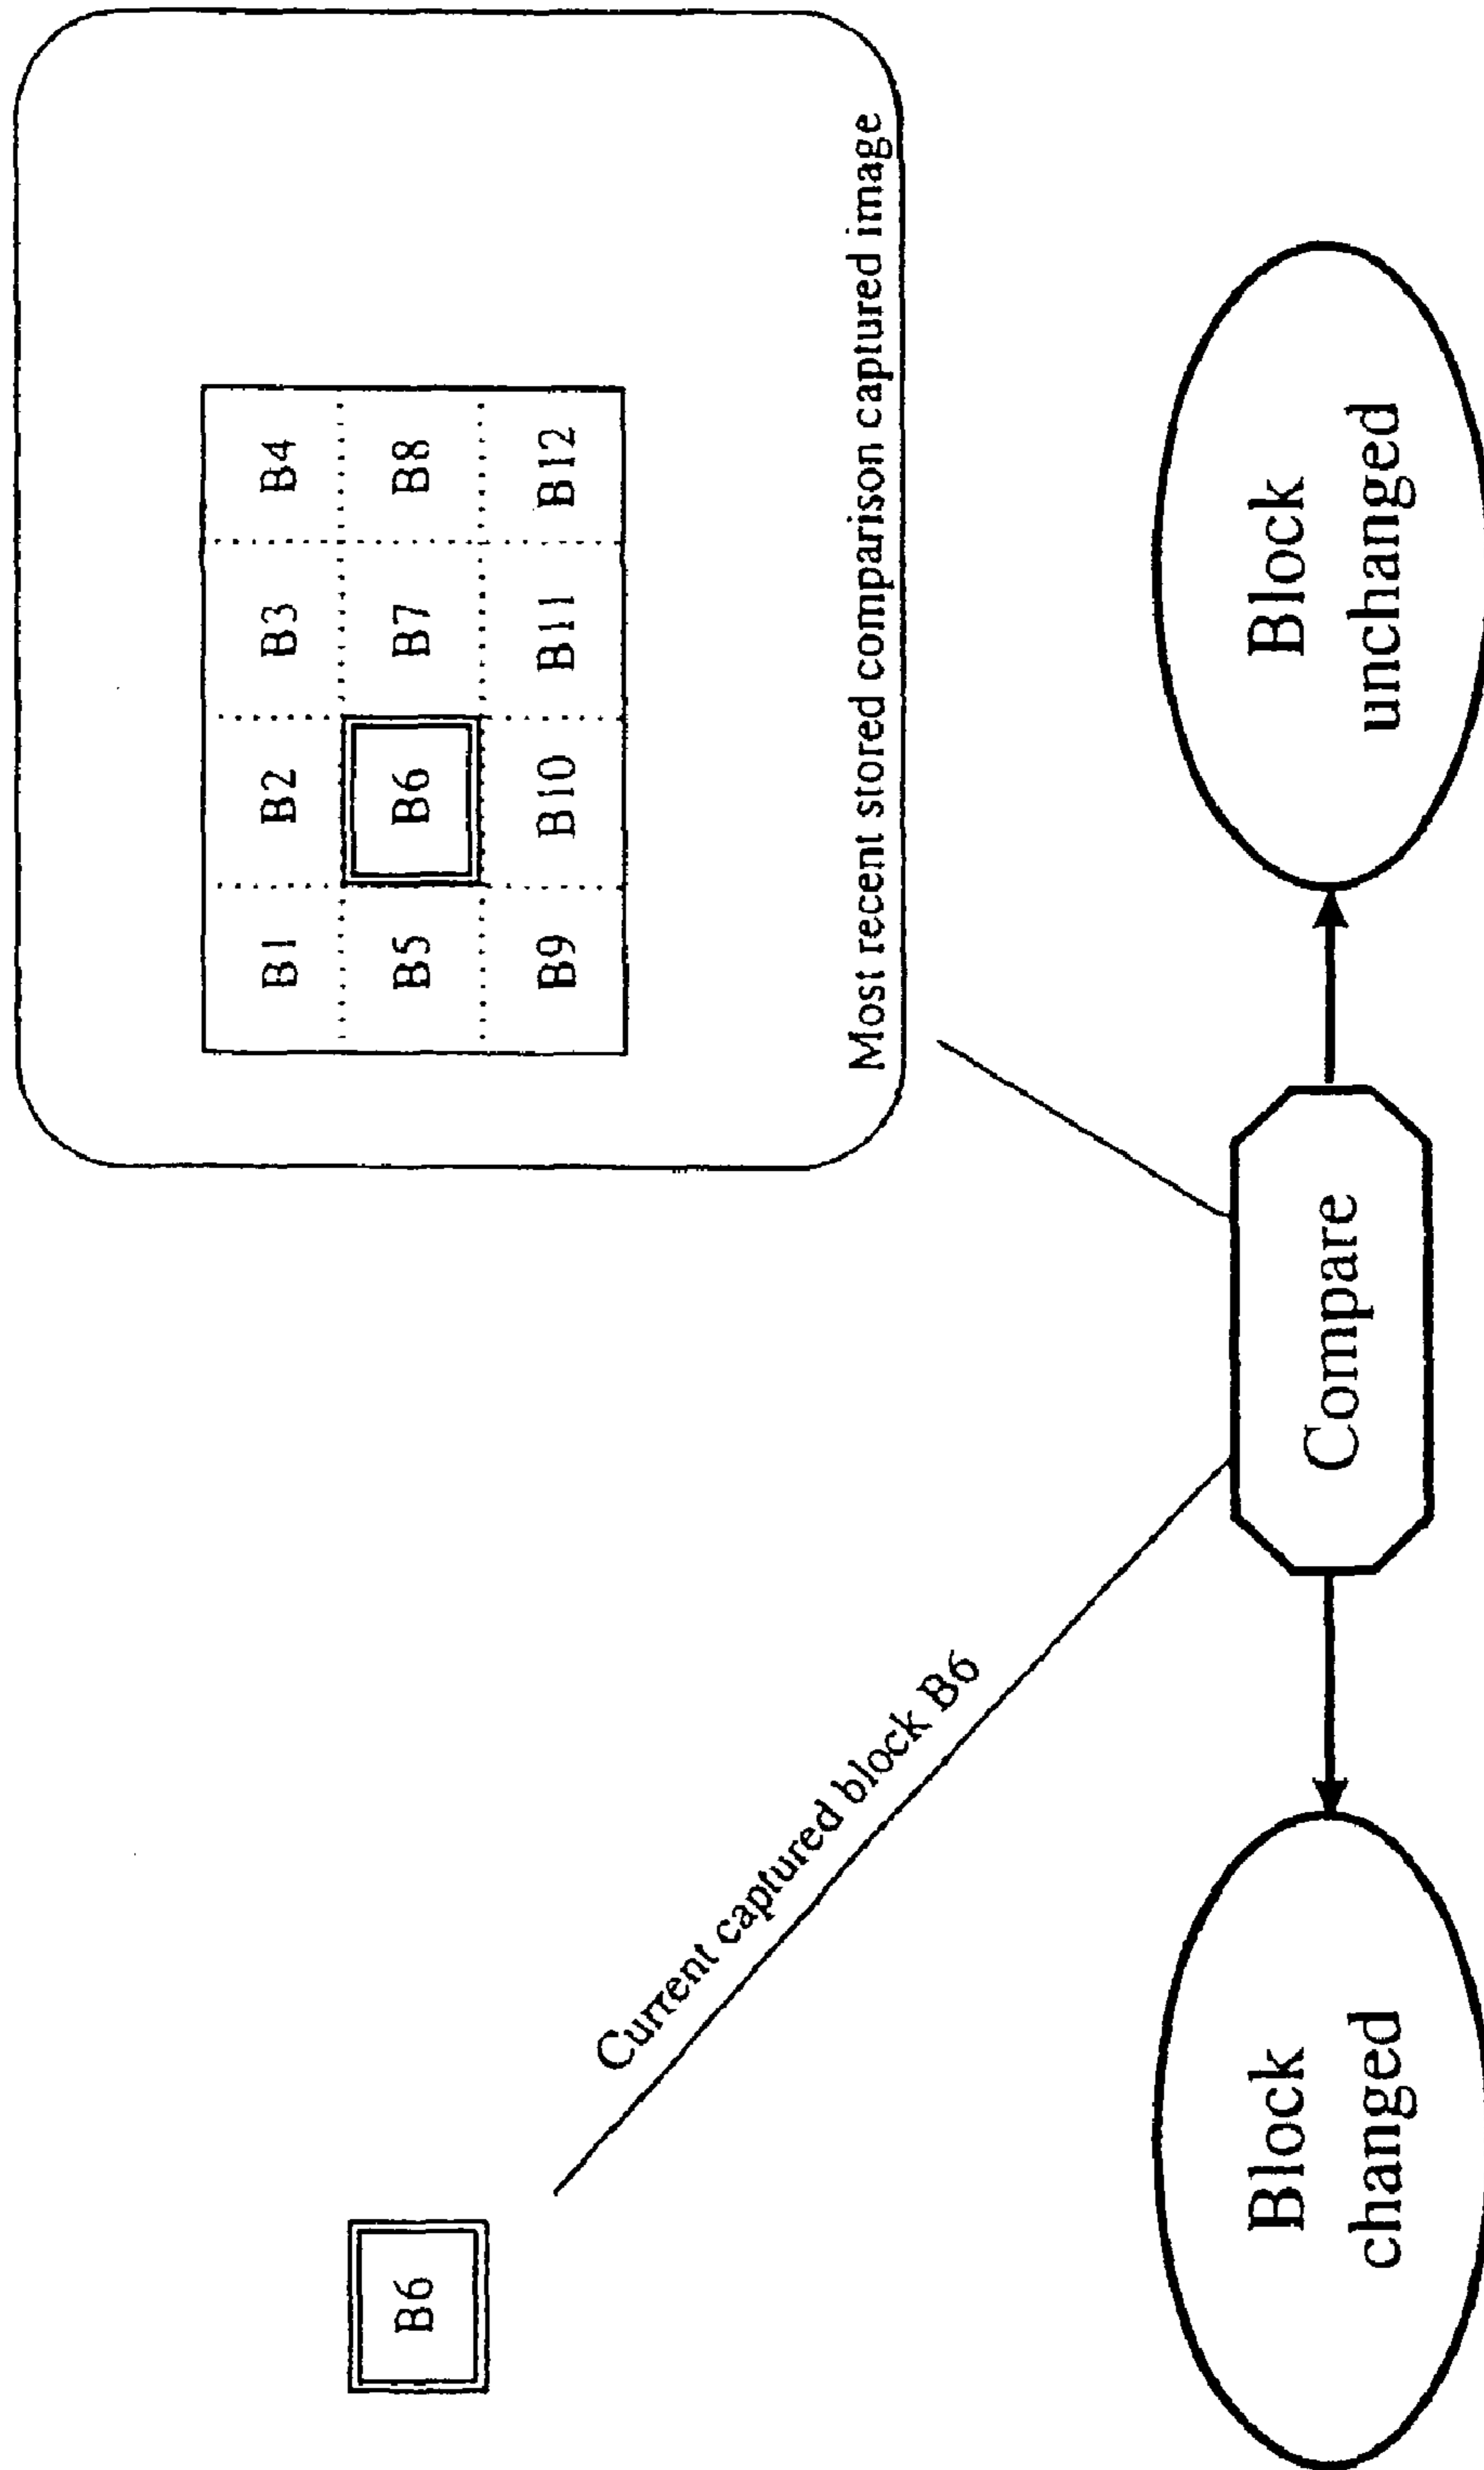 B6
B1 B2 B3 B4
B5 B6 B7 B8
B9 B10 B11 B12
Most recent stored comparison captured image
Current captured block B6
Block
changed
Compare
Block
unchanged